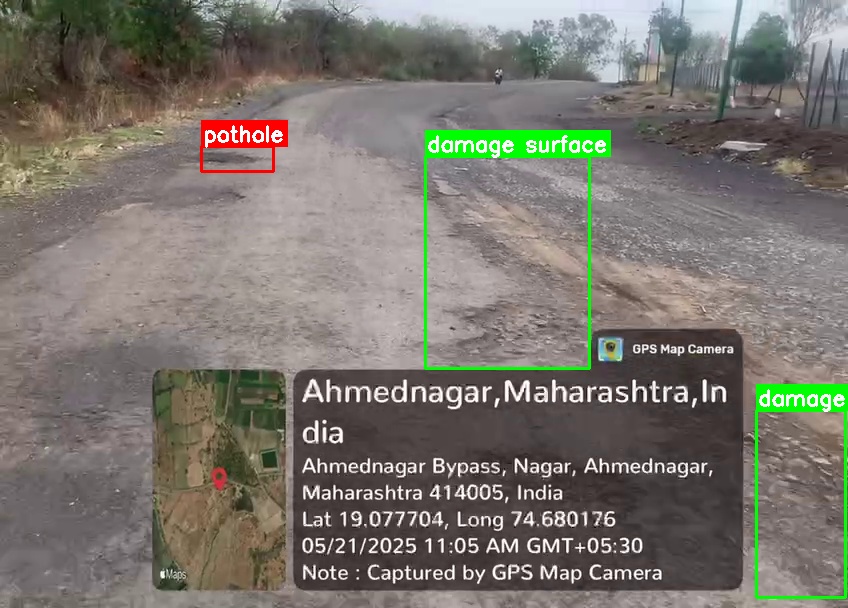 pothole
damage surface
GPS Map Camera
damage
Ahmednagar,Maharashtra,In
dia
Ahmednagar Bypass, Nagar, Ahmednagar,
Maharashtra 414005, India
Lat 19.077704, Long 74.680176
05/21/2025 11:05 AM GMT+05:30
Note : Captured by GPS Map Camera
Maps